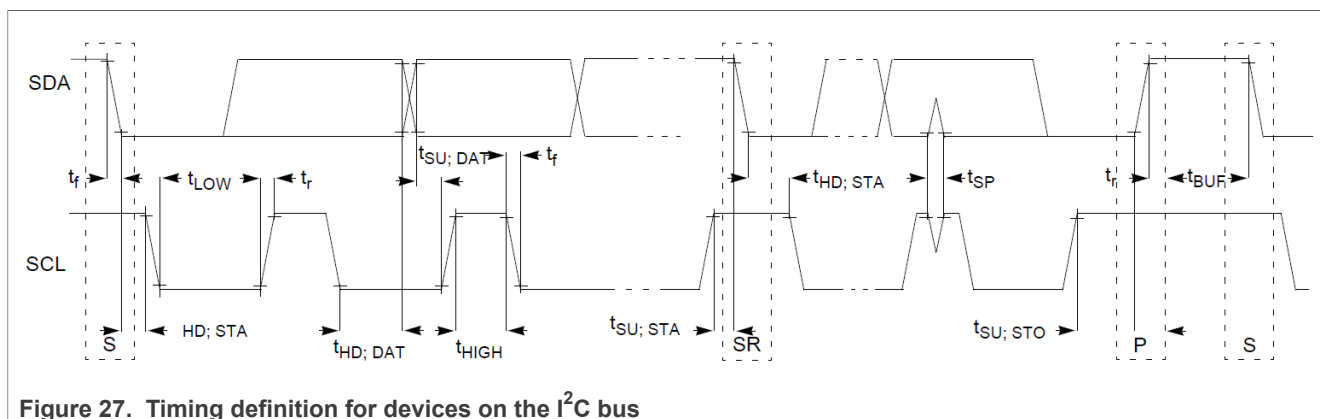 SDA
t_SU; DAT
t_f
t_f
t_LOW
t_r
t_HD; STA
t_SP
t_r
t_BUF
SCL
S
HD; STA
t_HD; DAT
t_HIGH
t_SU; STA
SR
t_SU; STO
P
S
Figure 27. Timing definition for devices on the I²C bus